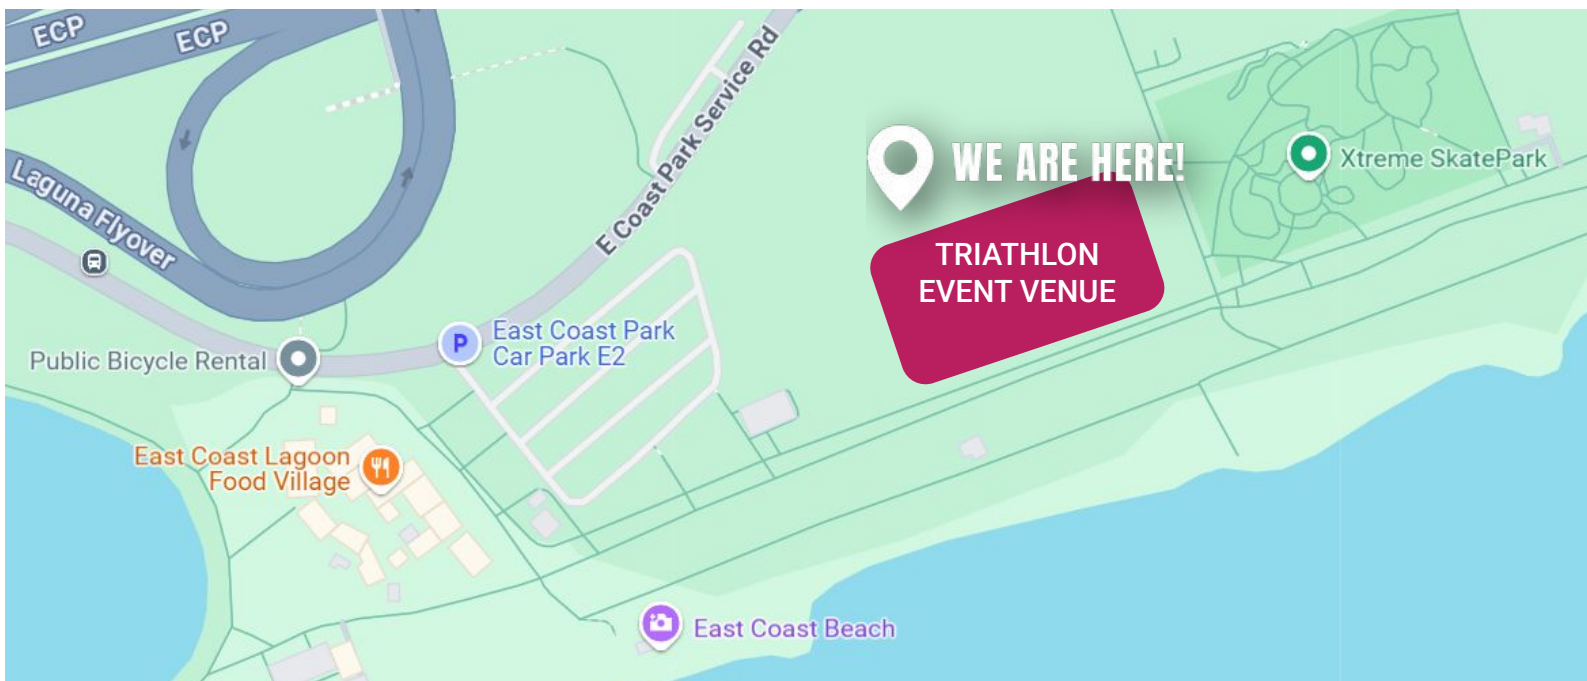 ECP
ECP
E Coast Park Service Rd
Laguna Flyover
WE ARE HERE!
Xtreme SkatePark
TRIATHLON
EVENT VENUE
P
East Coast Park
Car Park E2
Public Bicycle Rental
East Coast Lagoon
Food Village
East Coast Beach